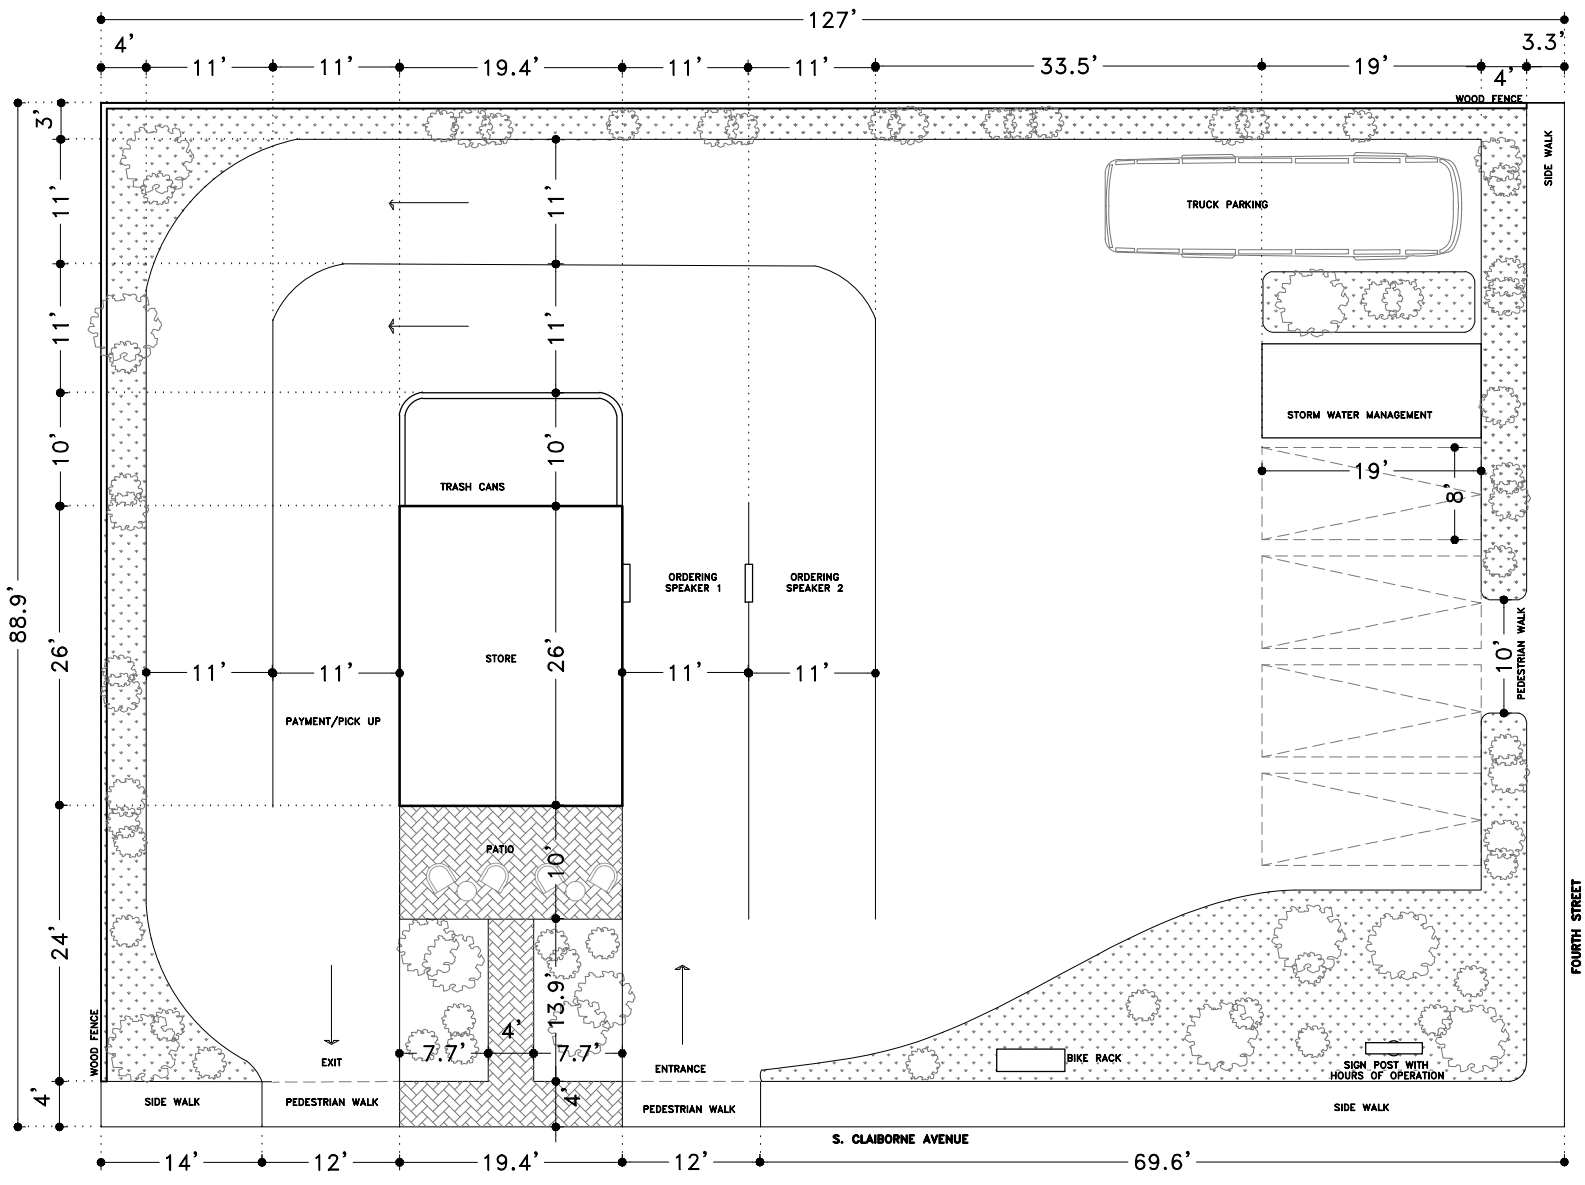 127'
4'
3.3'
11'
11'
19.4'
11'
11'
33.5'
19'
4'
WOOD FENCE
3'
SIDE WALK
11'
11'
TRUCK PARKING
11'
11'
STORM WATER MANAGEMENT
10'
10'
TRASH CANS
19'
8'
88.9'
ORDERING
SPEAKER 1
ORDERING
SPEAKER 2
26'
STORE
26'
11'
11'
11'
11'
10'
PEDESTRIAN WALK
PAYMENT/PICK UP
PATIO
10'
24'
FOURTH STREET
13.9'
4'
7.7'
7.7'
WOOD FENCE
EXIT
ENTRANCE
BIKE RACK
SIGN POST WITH
HOURS OF OPERATION
4'
SIDE WALK
PEDESTRIAN WALK
4'
PEDESTRIAN WALK
SIDE WALK
S. CLAIBORNE AVENUE
14'
12'
19.4'
12'
69.6'